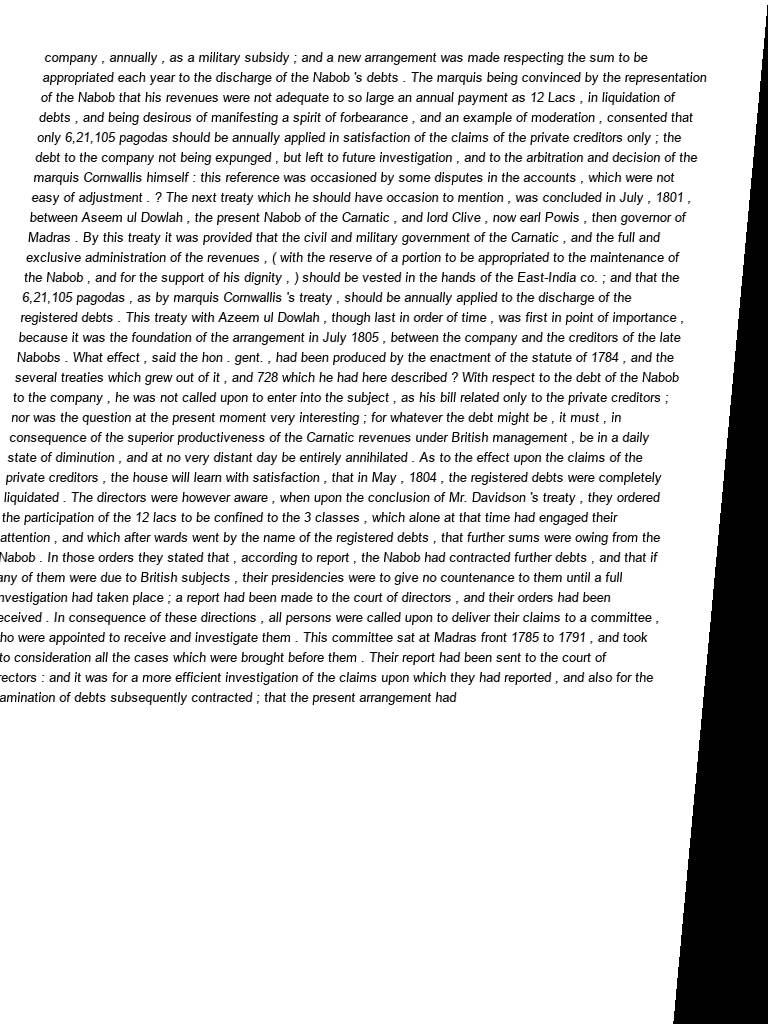 company , annually , as a military subsidy ; and a new arrangement was made respecting the sum to be
appropriated each year to the discharge of the Nabob 's debts . The marquis being convinced by the representation
of the Nabob that his revenues were not adequate to so large an annual payment as 12 Lacs , in liquidation of
debts , and being desirous of manifesting a spirit of forbearance , and an example of moderation , consented that
only 6,21,105 pagodas should be annually applied in satisfaction of the claims of the private creditors only ; the
debt to the company not being expunged , but left to future investigation , and to the arbitration and decision of the
marquis Cornwallis himself : this reference was occasioned by some disputes in the accounts , which were not
easy of adjustment . ? The next treaty which he should have occasion to mention , was concluded in July , 1801 ,
between Aseem ul Dowlah , the present Nabob of the Carnatic , and lord Clive , now earl Powis , then governor of
Madras . By this treaty it was provided that the civil and military government of the Carnatic , and the full and
exclusive administration of the revenues , ( with the reserve of a portion to be appropriated to the maintenance of
the Nabob , and for the support of his dignity , ) should be vested in the hands of the East-India co. ; and that the
6,21,105 pagodas , as by marquis Cornwallis 's treaty , should be annually applied to the discharge of the
registered debts . This treaty with Azeem ul Dowlah , though last in order of time , was first in point of importance ,
because it was the foundation of the arrangement in July 1805 , between the company and the creditors of the late
Nabobs . What effect , said the hon . gent. , had been produced by the enactment of the statute of 1784 , and the
several treaties which grew out of it , and 728 which he had here described ? With respect to the debt of the Nabob
to the company , he was not called upon to enter into the subject , as his bill related only to the private creditors ;
nor was the question at the present moment very interesting ; for whatever the debt might be , it must , in
consequence of the superior productiveness of the Carnatic revenues under British management , be in a daily
state of diminution , and at no very distant day be entirely annihilated . As to the effect upon the claims of the
private creditors , the house will learn with satisfaction , that in May , 1804 , the registered debts were completely
liquidated . The directors were however aware , when upon the conclusion of Mr. Davidson 's treaty , they ordered
the participation of the 12 lacs to be confined to the 3 classes , which alone at that time had engaged their
attention , and which after wards went by the name of the registered debts , that further sums were owing from the
Nabob . In those orders they stated that , according to report , the Nabob had contracted further debts , and that if
any of them were due to British subjects , their presidencies were to give no countenance to them until a full
nvestigation had taken place ; a report had been made to the court of directors , and their orders had been
eceived . In consequence of these directions , all persons were called upon to deliver their claims to a committee ,
ho were appointed to receive and investigate them . This committee sat at Madras front 1785 to 1791 , and took
to consideration all the cases which were brought before them . Their report had been sent to the court of
rectors : and it was for a more efficient investigation of the claims upon which they had reported , and also for the
amination of debts subsequently contracted ; that the present arrangement had